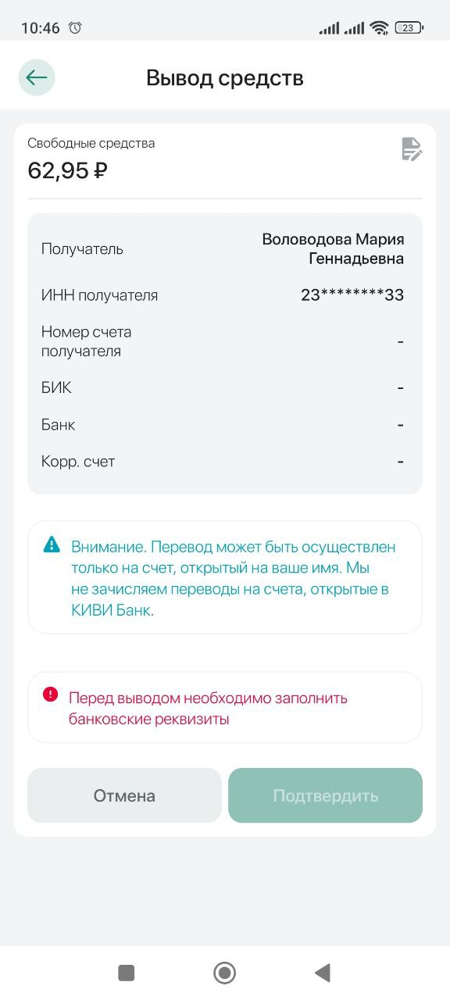 10:46
23
Вывод средств
Свободные средства
62,95 ₽
Получатель
Воловодова Мария
Геннадьевна
ИНН получателя
23********33
Номер счета
получателя
-
БИК
-
Банк
-
Корр. счет
-
Внимание. Перевод может быть осуществлен
только на счет, открытый на ваше имя. Мы
не зачисляем переводы на счета, открытые в
КИВИ Банк.
Перед выводом необходимо заполнить
банковские реквизиты
Отмена
Подтвердить